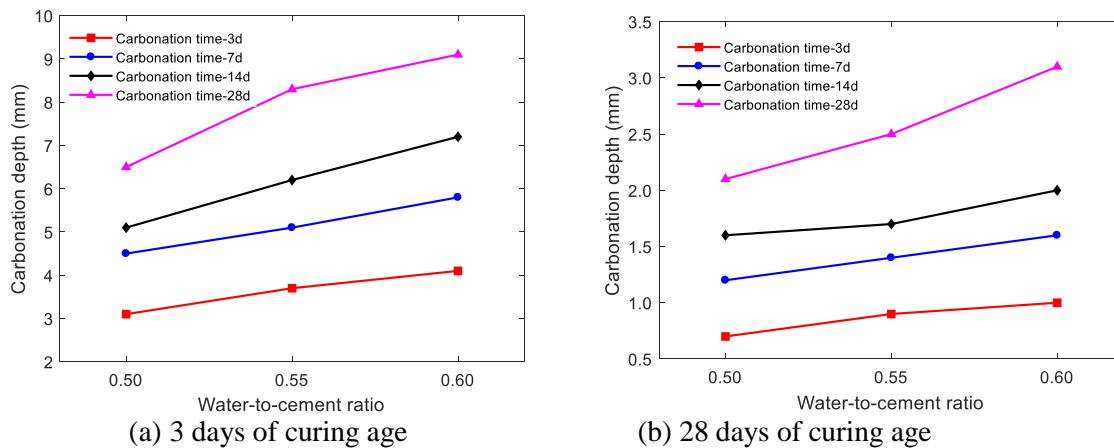 10
9
8
7
6
5
4
3
2
Carbonation depth (mm)
Carbonation time-3d
Carbonation time-7d
Carbonation time-14d
Carbonation time-28d
0.50 0.55 0.60
Water-to-cement ratio
(a) 3 days of curing age
3.5
3.0
2.5
2.0
1.5
1.0
0.5
Carbonation depth (mm)
Carbonation time-3d
Carbonation time-7d
Carbonation time-14d
Carbonation time-28d
0.50 0.55 0.60
Water-to-cement ratio
(b) 28 days of curing age